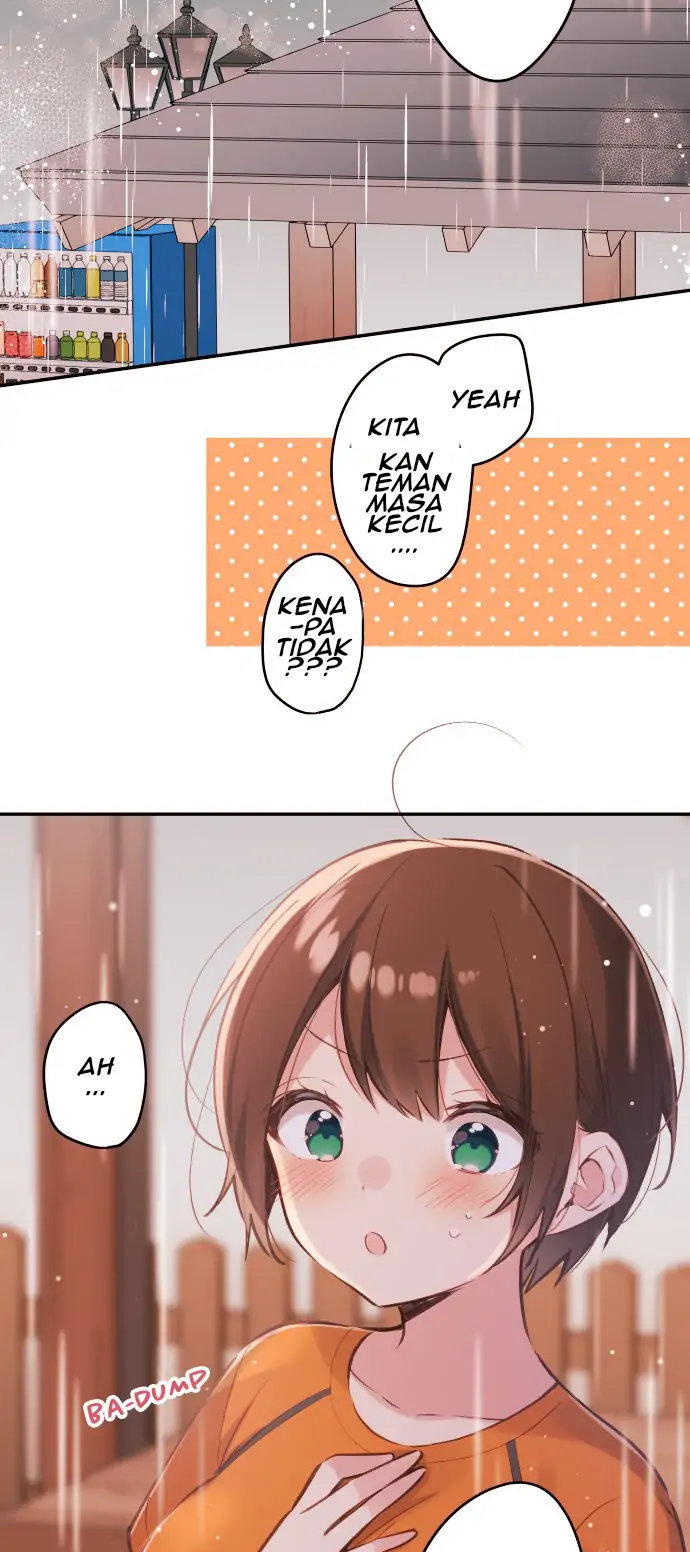 YEAH
KITA
KAN
TEMAN
MASA
KECIL
....
KENA
-PA
TIDAK
???
AH
...
BA-DUMP